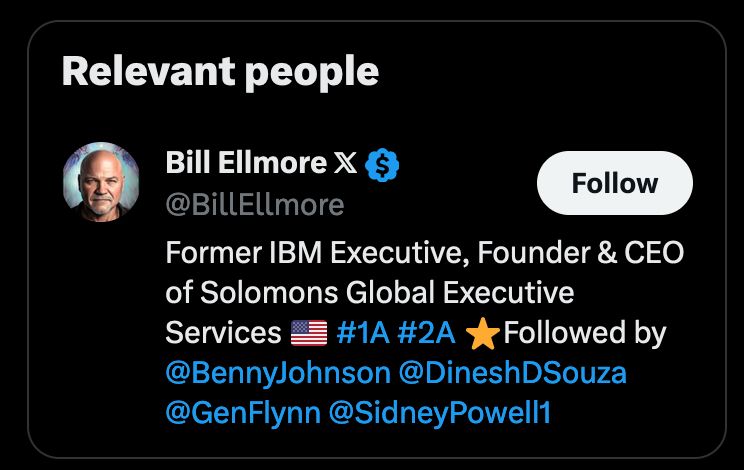 Relevant people
Bill Ellmore 𝕏
@BillEllmore
Follow
Former IBM Executive, Founder & CEO
of Solomons Global Executive
Services 🇺🇸 #1A #2A ⭐Followed by
@BennyJohnson @DineshDSouza
@GenFlynn @SidneyPowell1